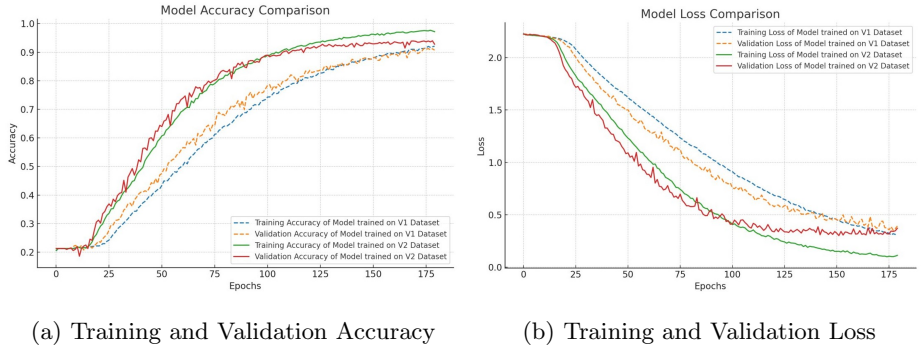 Model Accuracy Comparison
1.0
0.9
0.8
0.7
0.6
0.5
0.4
0.3
0.2
Accuracy
0
25
50
75
100
125
150
175
Epochs
Training Accuracy of Model trained on V1 Dataset
Validation Accuracy of Model trained on V1 Dataset
Training Accuracy of Model trained on V2 Dataset
Validation Accuracy of Model trained on V2 Dataset
(a) Training and Validation Accuracy
Model Loss Comparison
2.0
1.5
1.0
0.5
0.0
Loss
0
25
50
75
100
125
150
175
Epochs
Training Loss of Model trained on V1 Dataset
Validation Loss of Model trained on V1 Dataset
Training Loss of Model trained on V2 Dataset
Validation Loss of Model trained on V2 Dataset
(b) Training and Validation Loss